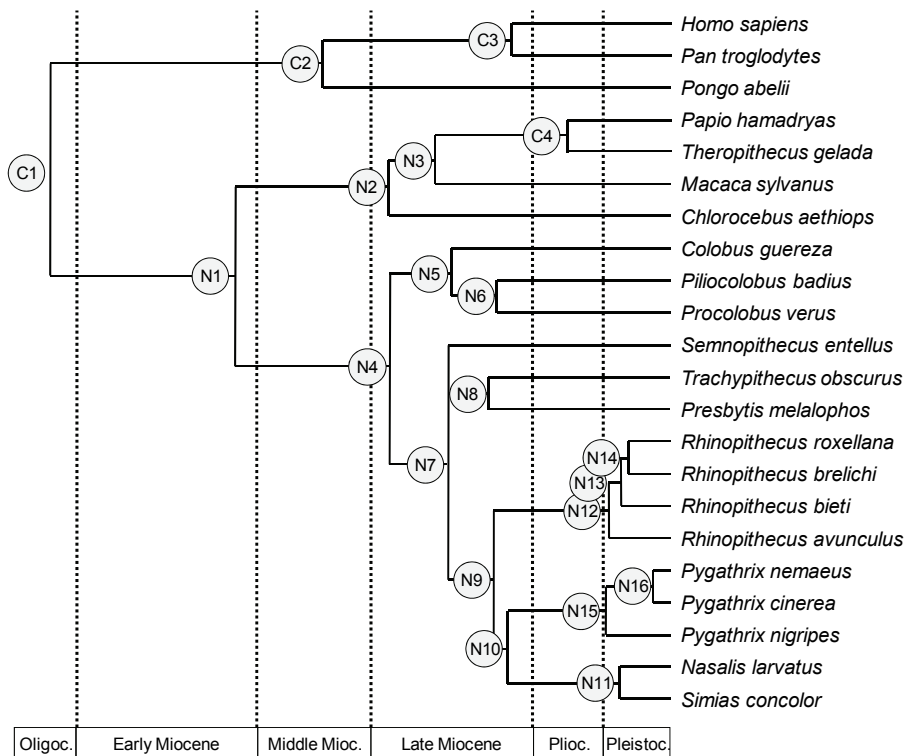 Homo sapiens
C3
Pan troglodytes
C2
Pongo abelii
Papio hamadryas
C4
Theropithecus gelada
N3
C1
Macaca sylvanus
N2
Chlorocebus aethiops
Colobus guereza
N1
N5
Piliocolobus badius
N6
Procolobus verus
Semnopithecus entellus
N4
Trachypithecus obscurus
N8
Presbytis melalophos
Rhinopithecus roxellana
N14
N7
Rhinopithecus brelichi
N13
Rhinopithecus bieti
N12
Rhinopithecus avunculus
Pygathrix nemaeus
N9
N16
Pygathrix cinerea
N15
Pygathrix nigripes
N10
Nasalis larvatus
N11
Simias concolor
Oligoc. Early Miocene Middle Mioc. Late Miocene Plioc. Pleistoc.